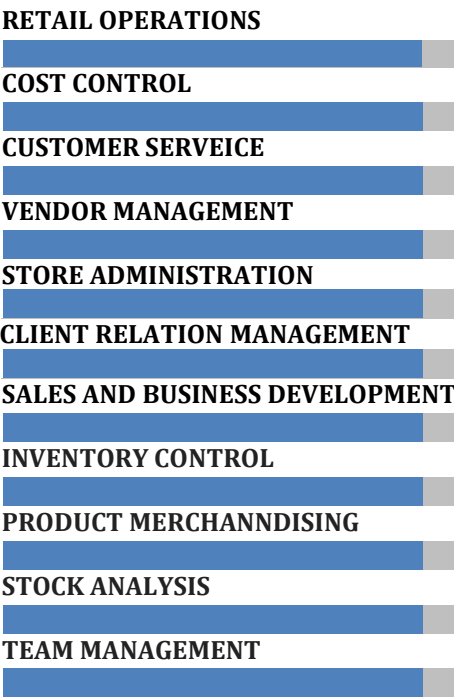 RETAIL OPERATIONS
COST CONTROL
CUSTOMER SERVEICE
VENDOR MANAGEMENT
STORE ADMINISTRATION
CLIENT RELATION MANAGEMENT
SALES AND BUSINESS DEVELOPMENT
INVENTORY CONTROL
PRODUCT MERCHANNDISING
STOCK ANALYSIS
TEAM MANAGEMENT